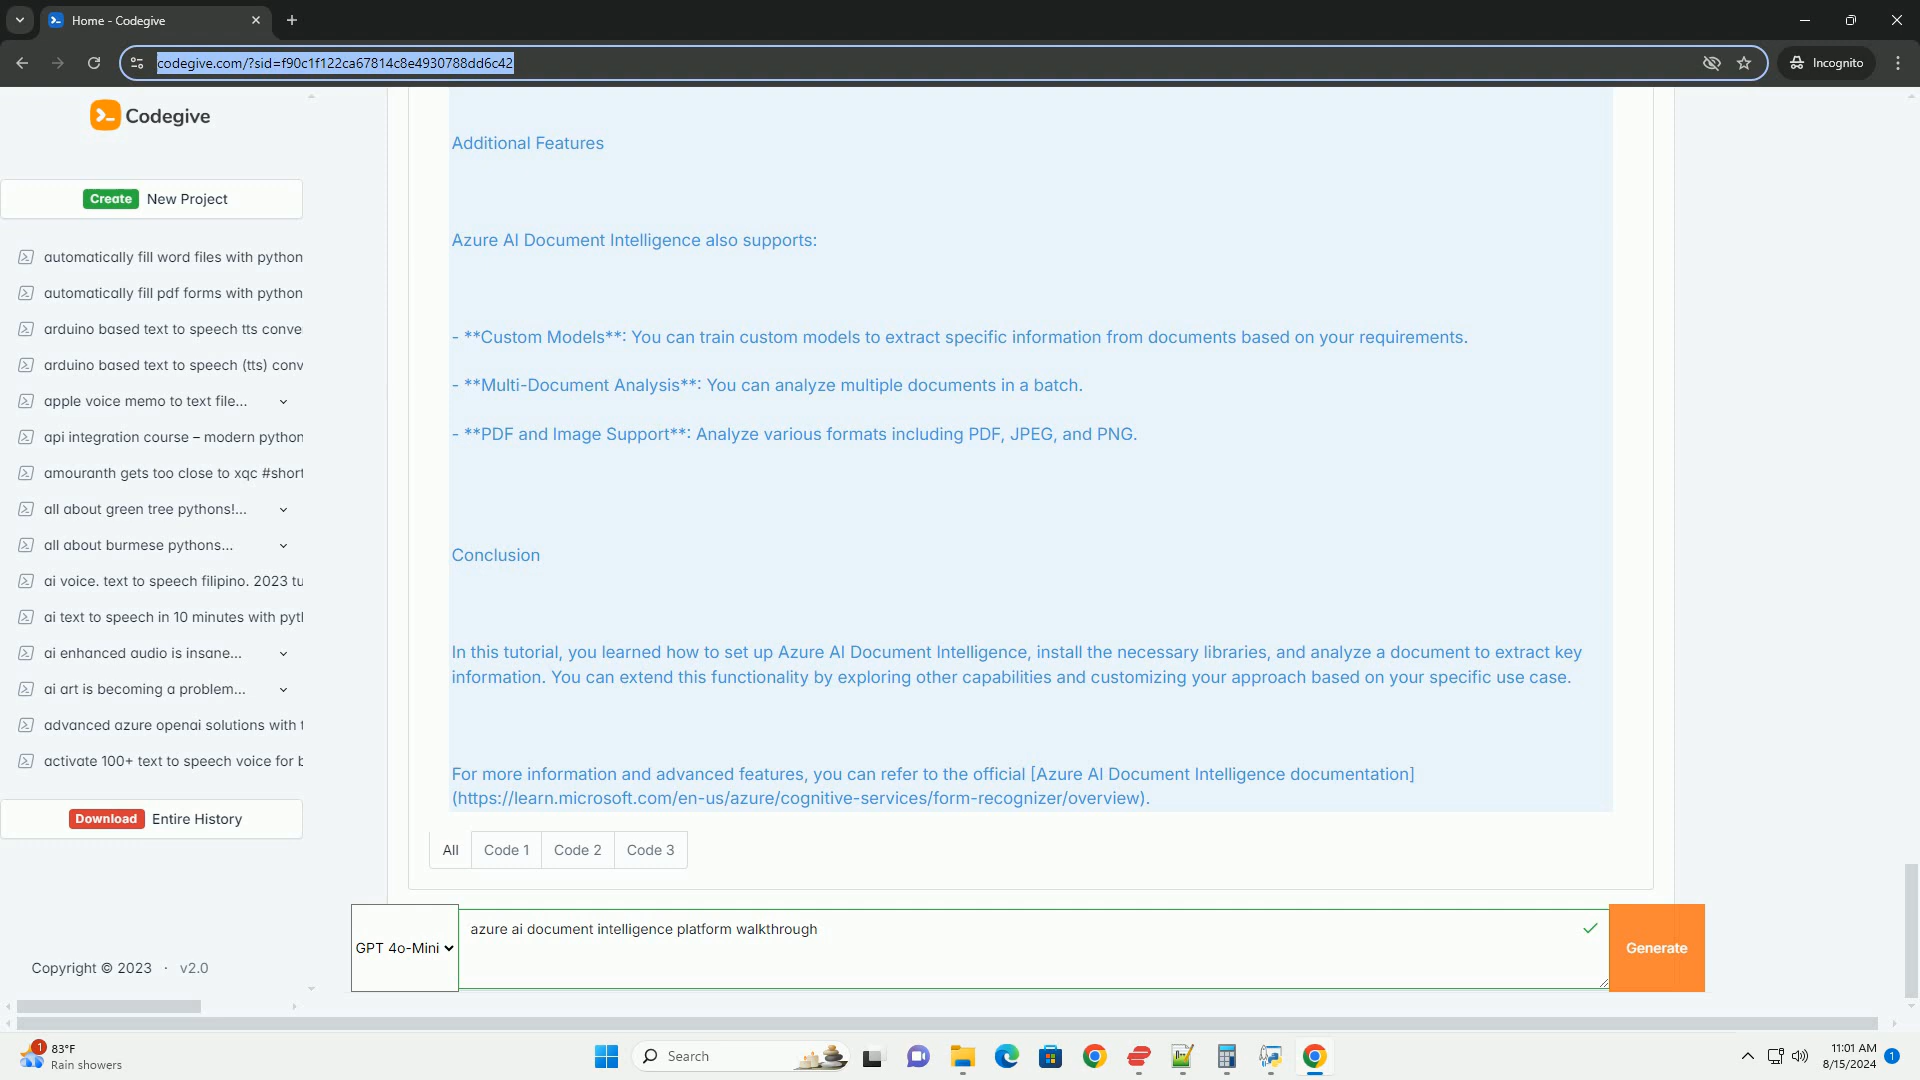 Home - Codegive
codegive.com/?sid=f90c1f122ca67814c8e4930788dd6c42
Incognito
Codegive
Create New Project
automatically fill word files with python
automatically fill pdf forms with python
arduino based text to speech tts conve
arduino based text to speech (tts) conv
apple voice memo to text file...
api integration course – modern python
amouranth gets too close to xqc #short
all about green tree pythons!...
all about burmese pythons...
ai voice. text to speech filipino. 2023 tu
ai text to speech in 10 minutes with pyt
ai enhanced audio is insane...
ai art is becoming a problem...
advanced azure openai solutions with t
activate 100+ text to speech voice for b
Download Entire History
Copyright © 2023 · v2.0
Additional Features
Azure AI Document Intelligence also supports:
- **Custom Models**: You can train custom models to extract specific information from documents based on your requirements.
- **Multi-Document Analysis**: You can analyze multiple documents in a batch.
- **PDF and Image Support**: Analyze various formats including PDF, JPEG, and PNG.
Conclusion
In this tutorial, you learned how to set up Azure AI Document Intelligence, install the necessary libraries, and analyze a document to extract key
information. You can extend this functionality by exploring other capabilities and customizing your approach based on your specific use case.
For more information and advanced features, you can refer to the official [Azure AI Document Intelligence documentation]
(https://learn.microsoft.com/en-us/azure/cognitive-services/form-recognizer/overview).
All Code 1 Code 2 Code 3
GPT 4o-Mini
azure ai document intelligence platform walkthrough
Generate
1
83°F
Rain showers
Search
11:01 AM
8/15/2024
1